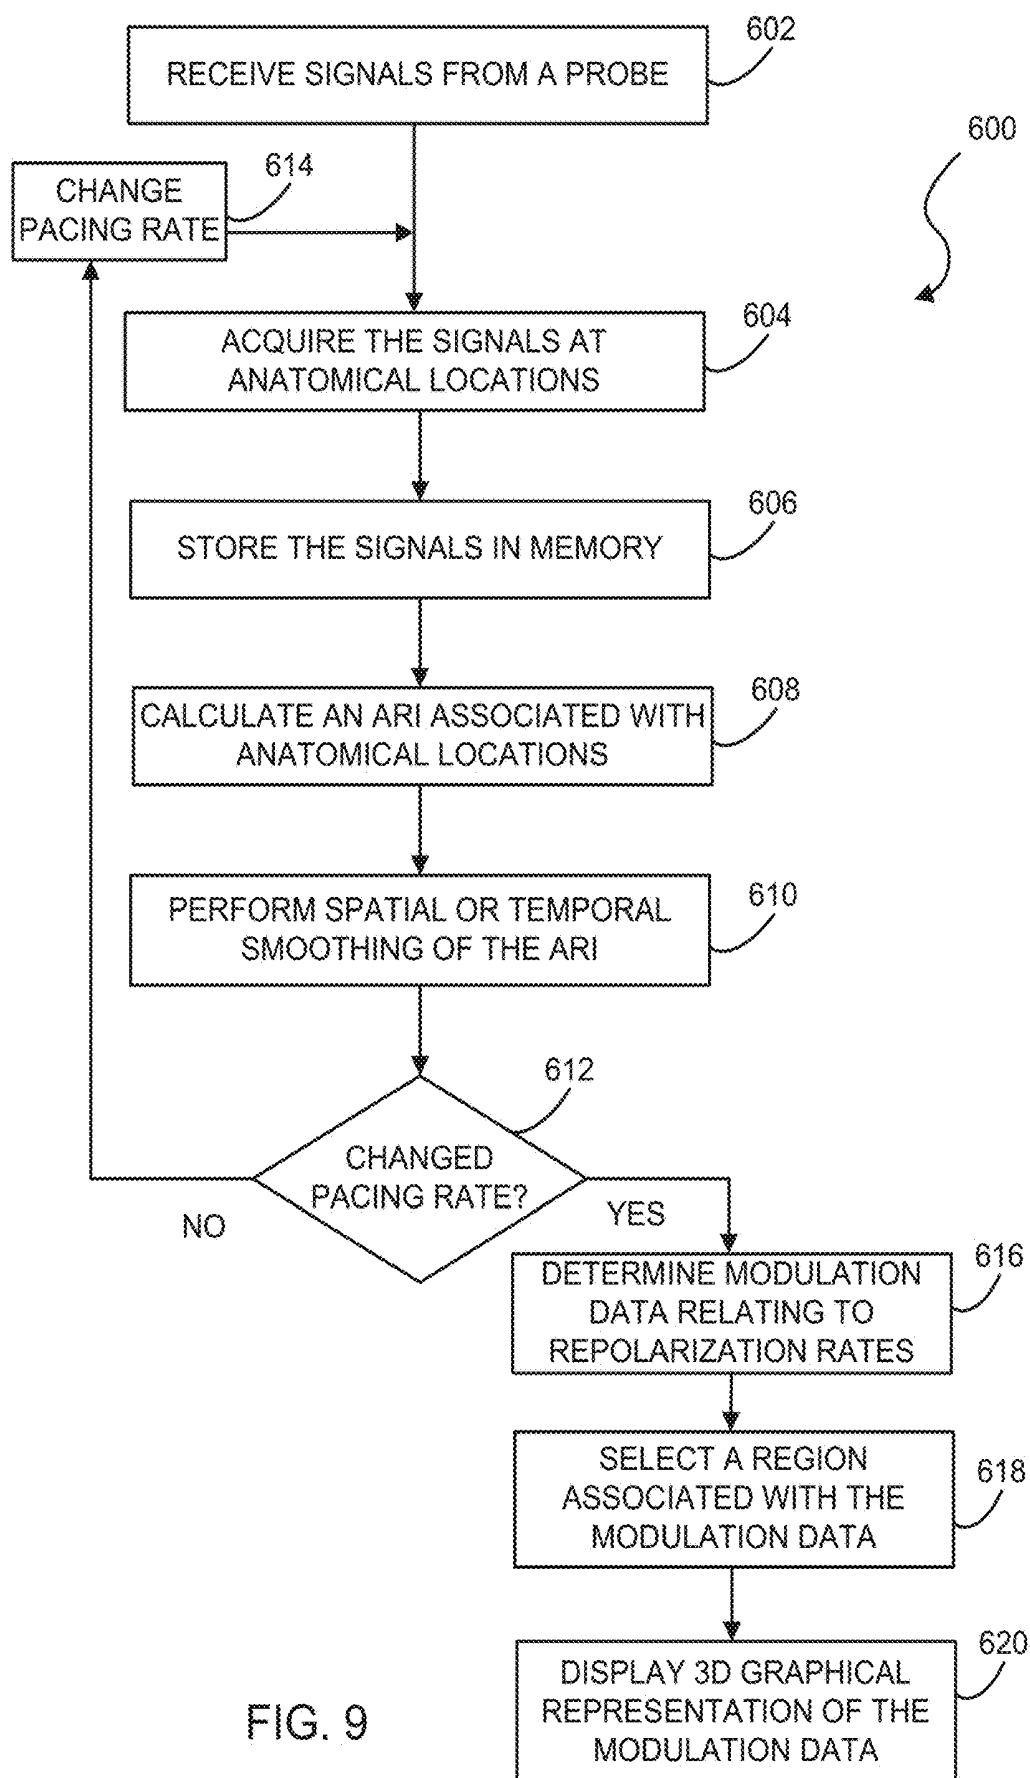 602
RECEIVE SIGNALS FROM A PROBE
600
614
CHANGE
PACING RATE
604
ACQUIRE THE SIGNALS AT
ANATOMICAL LOCATIONS
606
STORE THE SIGNALS IN MEMORY
608
CALCULATE AN ARI ASSOCIATED WITH
ANATOMICAL LOCATIONS
610
PERFORM SPATIAL OR TEMPORAL
SMOOTHING OF THE ARI
612
CHANGED
PACING RATE?
NO
YES
616
DETERMINE MODULATION
DATA RELATING TO
REPOLARIZATION RATES
618
SELECT A REGION
ASSOCIATED WITH THE
MODULATION DATA
620
DISPLAY 3D GRAPHICAL
REPRESENTATION OF THE
MODULATION DATA
FIG. 9